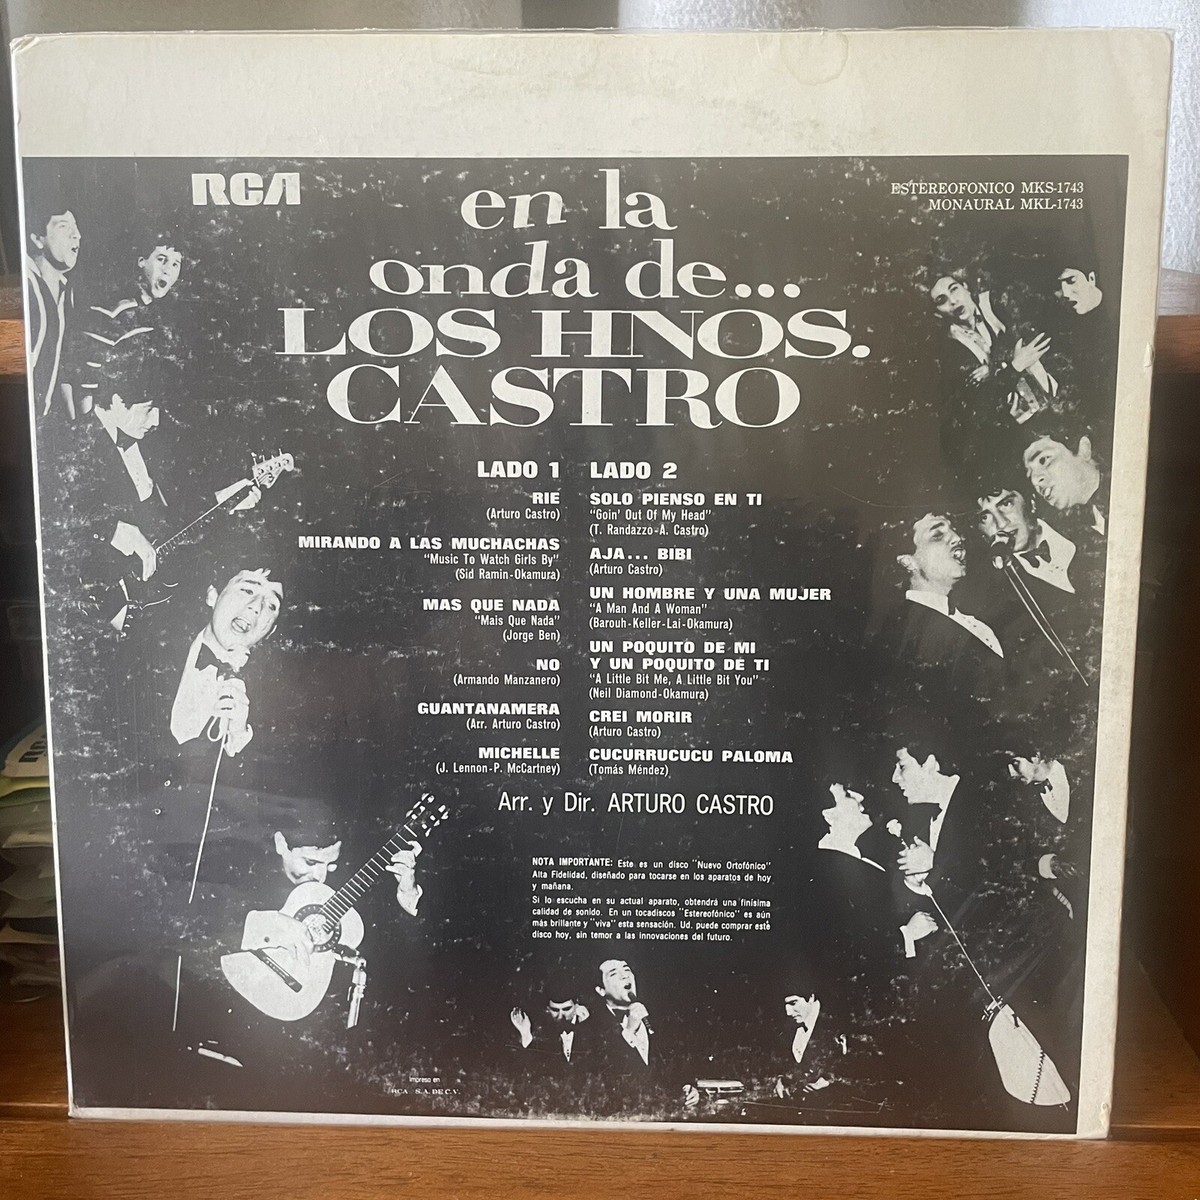 RCA
ESTEREOFONICO MKS-1743
MONAURAL MKL-1743
en la
onda de...
LOS HNOS.
CASTRO
LADO 1
RIE
(Arturo Castro)
MIRANDO A LAS MUCHACHAS
"Music To Watch Girls By"
(Sid Ramin-Okamura)
MAS QUE NADA
"Mais Que Nada"
(Jorge Ben)
NO
(Armando Manzanero)
GUANTANAMERA
(Arr. Arturo Castro)
MICHELLE
(J. Lennon-P. McCartney)
LADO 2
SOLO PIENSO EN TI
"Goin' Out Of My Head"
(T. Randazzo-A. Castro)
AJA... BIBI
(Arturo Castro)
UN HOMBRE Y UNA MUJER
"A Man And A Woman"
(Barouh-Keller-Lai-Okamura)
UN POQUITO DE MI
Y UN POQUITO DE TI
"A Little Bit Me, A Little Bit You"
(Neil Diamond-Okamura)
CREI MORIR
(Arturo Castro)
CUCURRUCUCU PALOMA
(Tomás Méndez)
Arr. y Dir. ARTURO CASTRO
NOTA IMPORTANTE: Este es un disco "Nuevo Ortofónico"
Alta Fidelidad, diseñado para tocarse en los aparatos de hoy
y mañana.
Si lo escucha en su actual aparato, obtendrá una finísima
calidad de sonido. En un tocadiscos "Estereofónico" es aún
más brillante y "viva" esta sensación. Ud. puede comprar este
disco hoy, sin temor a las innovaciones del futuro.
Impreso en
RCA S.A. DE C.V.